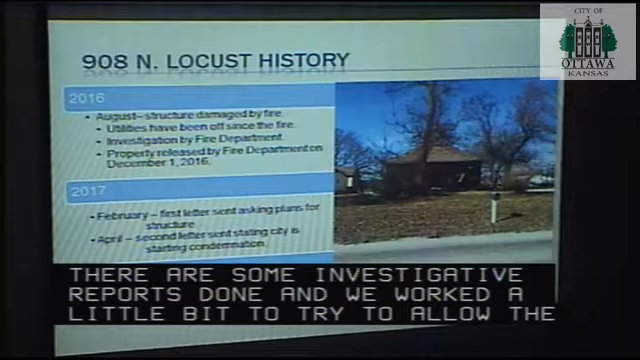 CITY OF
OTTAWA
KANSAS
908 N. LOCUST HISTORY
2016
• August– structure damaged by fire.
• Utilities have been off since the fire.
• Investigation by Fire Department
• Property released by Fire Department on
December 1, 2016.
2017
• February – first letter sent asking plans for
structure
• April – second letter sent stating city is
starting condemnation.
THERE ARE SOME INVESTIGATIVE
REPORTS DONE AND WE WORKED A
LITTLE BIT TO TRY TO ALLOW THE